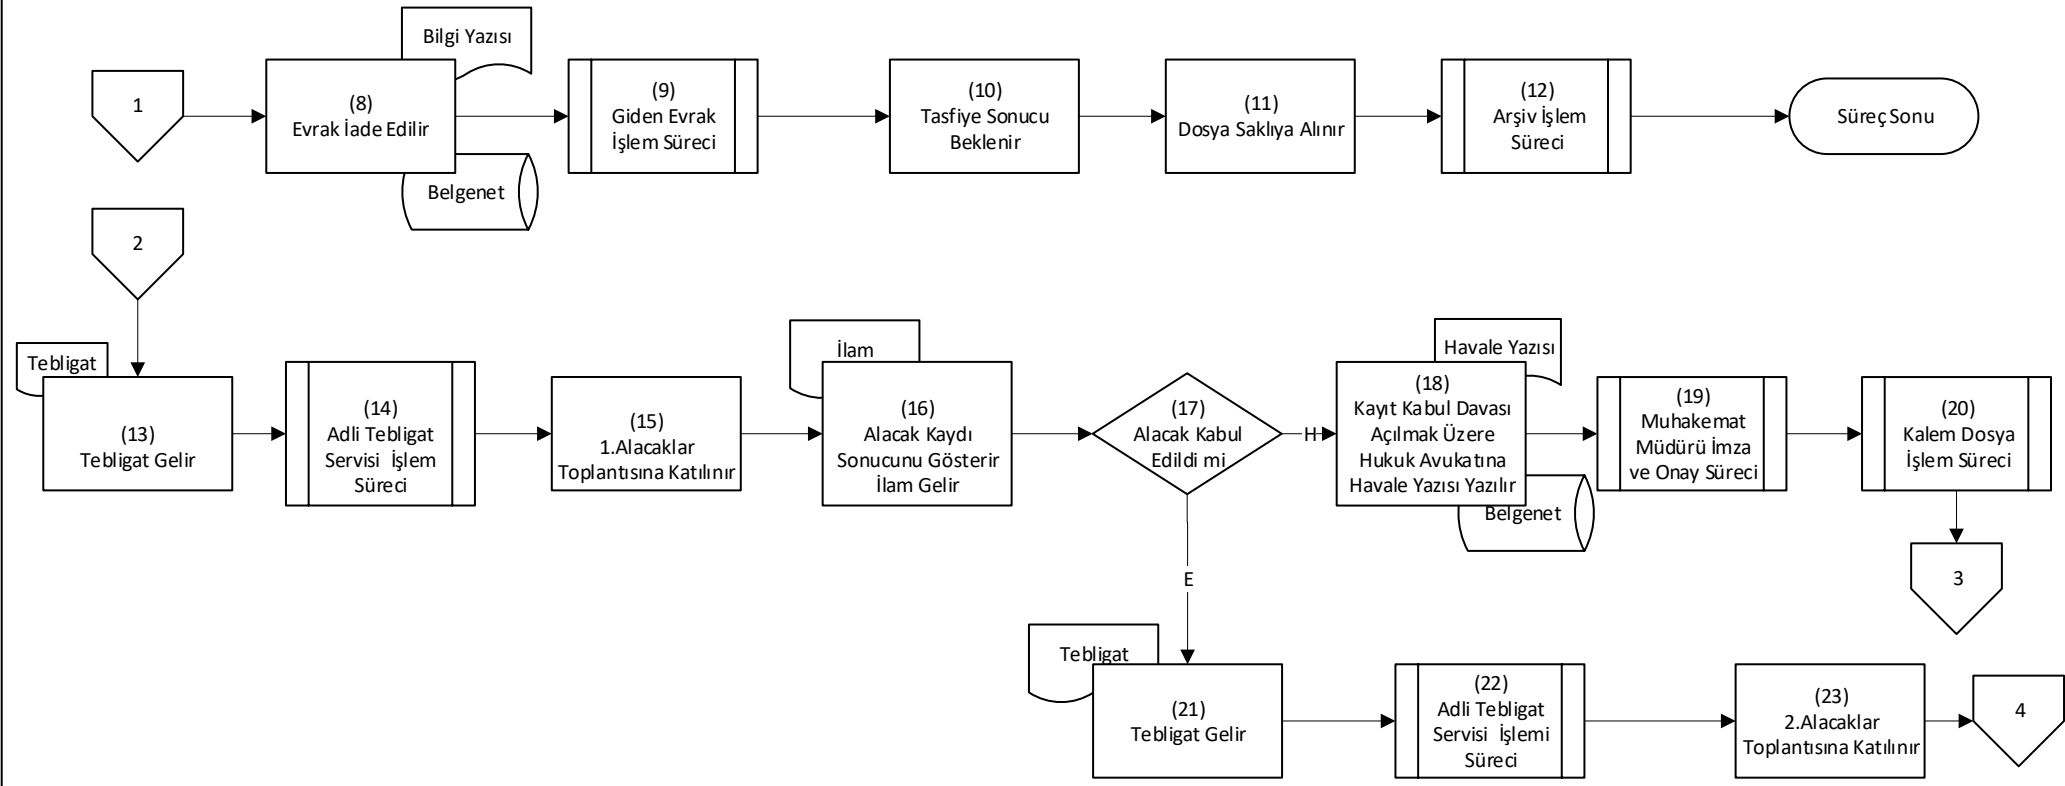 Bilgi Yazısı
1
(8)
Evrak İade Edilir
Belgenet
(9)
Giden Evrak
İşlem Süreci
(10)
Tasfiye Sonucu
Beklenir
(11)
Dosya Saklıya Alınır
(12)
Arşiv İşlem
Süreci
Süreç Sonu
2
Tebligat
(13)
Tebligat Gelir
(14)
Adli Tebligat
Servisi İşlem
Süreci
(15)
1.Alacaklar
Toplantısına Katılınır
İlam
(16)
Alacak Kaydı
Sonucunu Gösterir
İlam Gelir
(17)
Alacak Kabul
Edildi mi
H
Havale Yazısı
(18)
Kayıt Kabul Davası
Açılmak Üzere
Hukuk Avukatına
Havale Yazısı Yazılır
Belgenet
(19)
Muhakemat
Müdürü İmza
ve Onay Süreci
(20)
Kalem Dosya
İşlem Süreci
3
E
Tebligat
(21)
Tebligat Gelir
(22)
Adli Tebligat
Servisi İşlemi
Süreci
(23)
2.Alacaklar
Toplantısına Katılınır
4